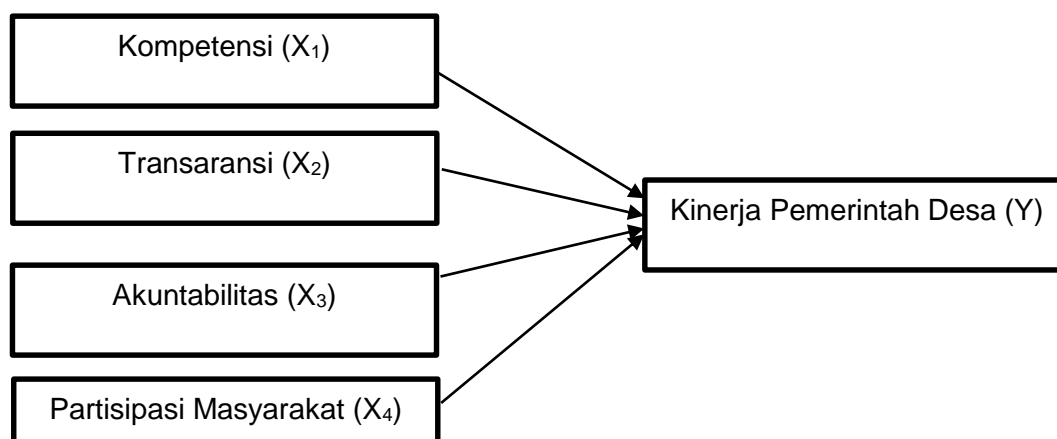 Kompetensi (X₁)
Transaransi (X₂)
Kinerja Pemerintah Desa (Y)
Akuntabilitas (X₃)
Partisipasi Masyarakat (X₄)